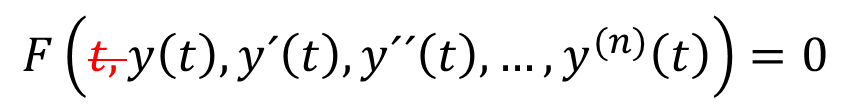 F(t, y(t), y´(t), y´´(t), ..., y⁽ⁿ⁾(t)) = 0